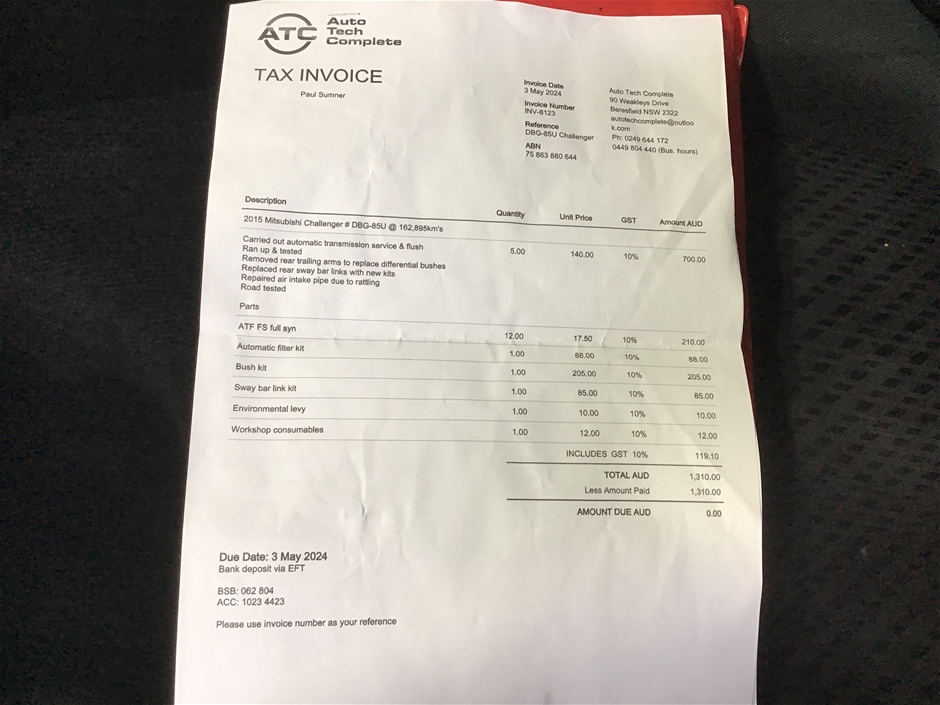 ATC Auto
Tech
Complete
TAX INVOICE
Paul Sumner
Invoice Date
3 May 2024
Invoice Number
INV-8123
Reference
DBG-85U Challenger
ABN
75 663 880 644
Auto Tech Complete
90 Weakleys Drive
Beresfield NSW 2322
autotechcomplete@outloo
k.com
Ph: 0249 644 172
0449 804 440 (Bus. hours)
Description Quantity Unit Price GST Amount AUD
2015 Mitsubishi Challenger # DBG-85U @ 162,895km's
Carried out automatic transmission service & flush 5.00 140.00 10% 700.00
Ran up & tested
Removed rear trailing arms to replace differential bushes
Replaced rear sway bar links with new kits
Repaired air intake pipe due to rattling
Road tested
Parts
ATF FS full syn 12.00 17.50 10% 210.00
Automatic filter kit 1.00 88.00 10% 88.00
Bush kit 1.00 205.00 10% 205.00
Sway bar link kit 1.00 85.00 10% 85.00
Environmental levy 1.00 10.00 10% 10.00
Workshop consumables 1.00 12.00 10% 12.00
INCLUDES GST 10% 119.10
TOTAL AUD 1,310.00
Less Amount Paid 1,310.00
AMOUNT DUE AUD 0.00
Due Date: 3 May 2024
Bank deposit via EFT
BSB: 062 804
ACC: 1023 4423
Please use invoice number as your reference